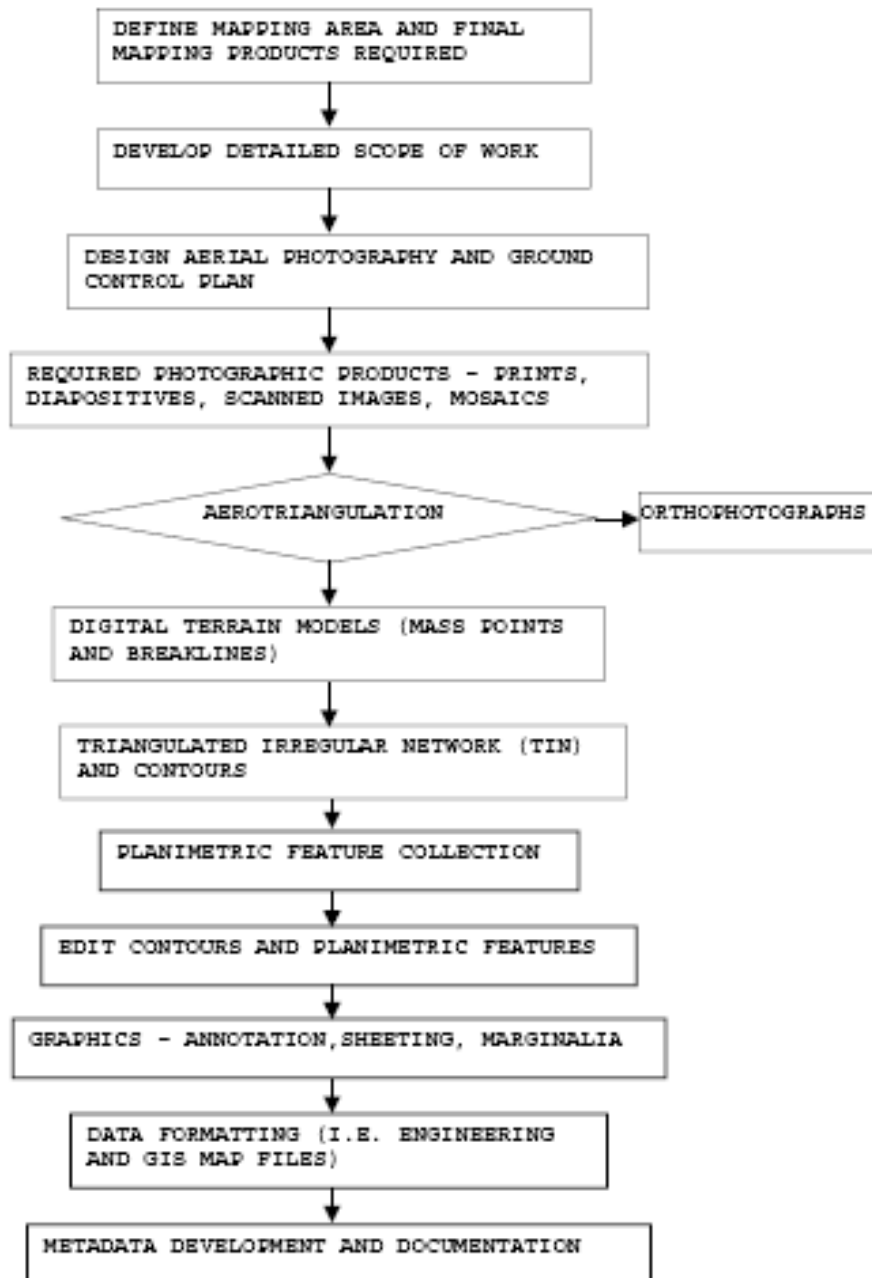 DEFINE MAPPING AREA AND FINAL
MAPPING PRODUCTS REQUIRED
DEVELOP DETAILED SCOPE OF WORK
DESIGN AERIAL PHOTOGRAPHY AND GROUND
CONTROL PLAN
REQUIRED PHOTOGRAPHIC PRODUCTS - PRINTS,
DIAPOSITIVES, SCANNED IMAGES, MOSAICS
AEROTRIANGULATION
ORTHOPHOTOGRAPHS
DIGITAL TERRAIN MODELS (MASS POINTS
AND BREAKLINES)
TRIANGULATED IRREGULAR NETWORK (TIN)
AND CONTOURS
PLANIMETRIC FEATURE COLLECTION
EDIT CONTOURS AND PLANIMETRIC FEATURES
GRAPHICS - ANNOTATION,SHEETING, MARGINALIA
DATA FORMATTING (I.E. ENGINEERING
AND GIS MAP FILES)
METADATA DEVELOPMENT AND DOCUMENTATION